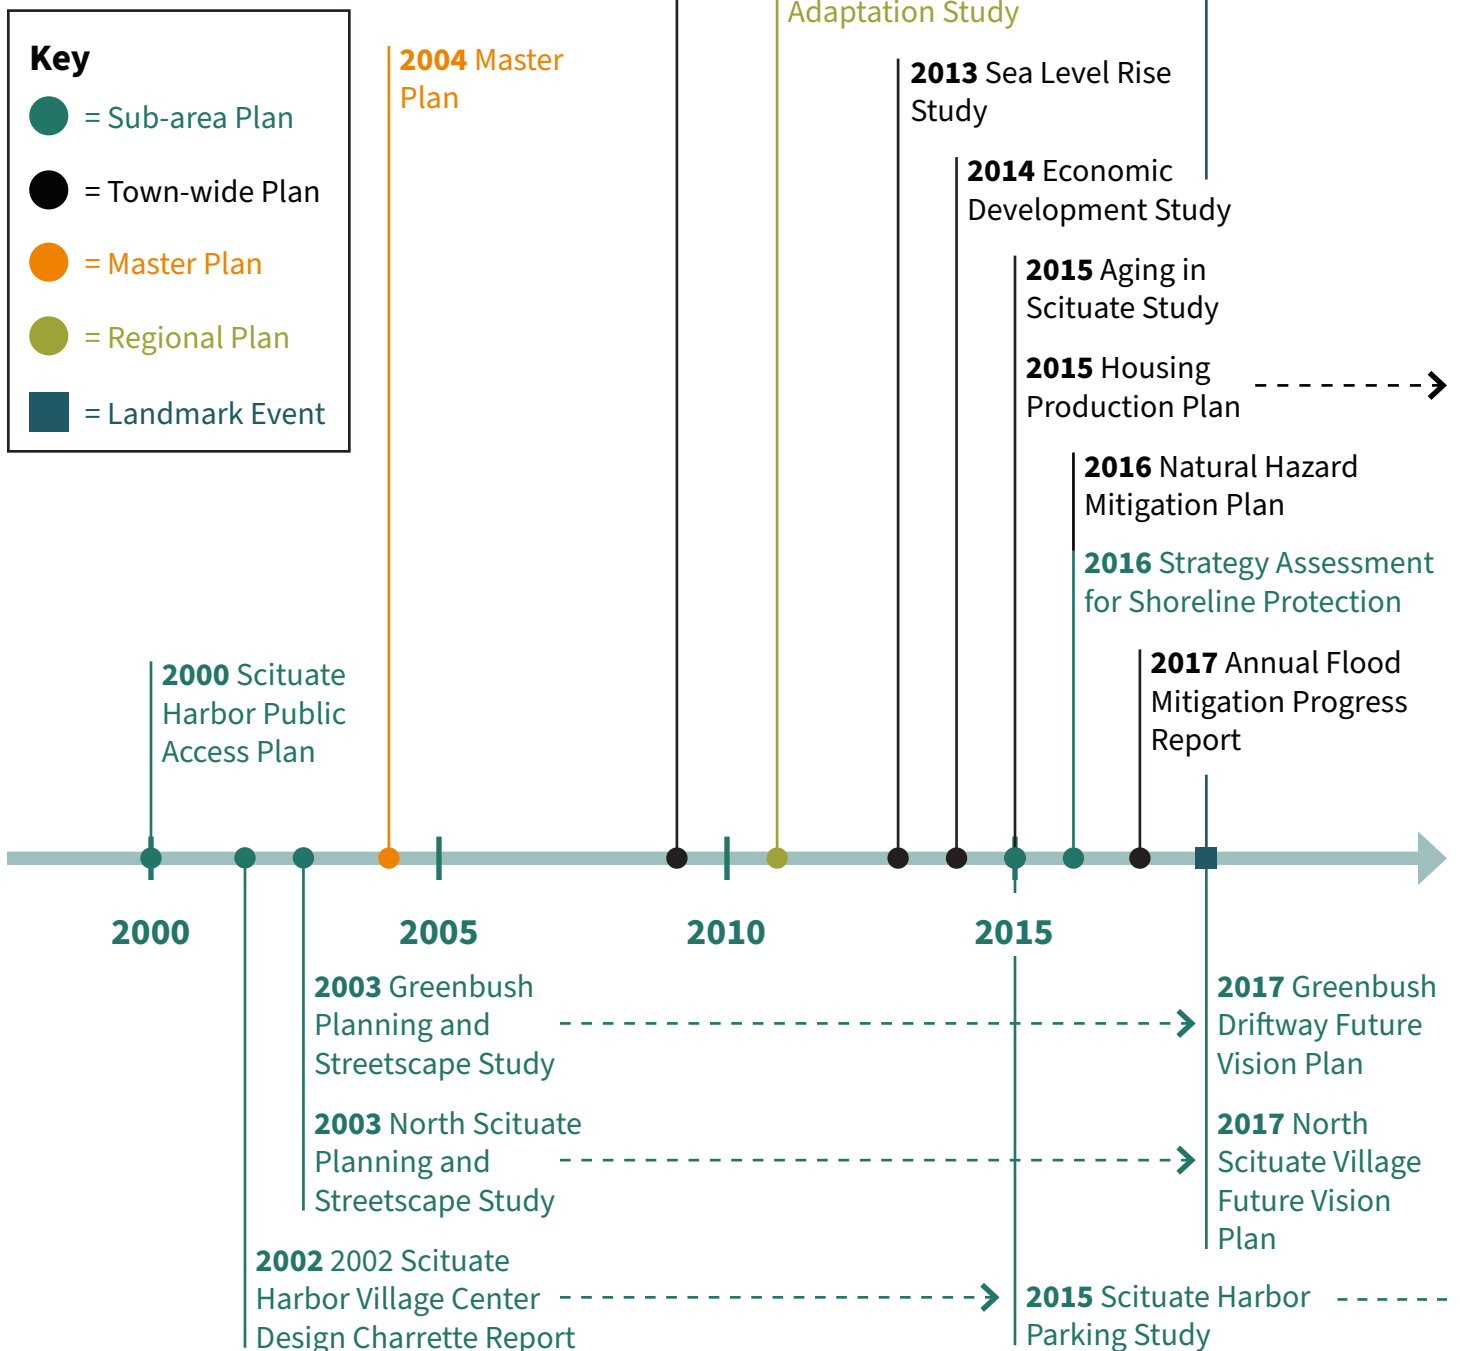 Adaptation Study
Key
= Sub-area Plan
= Town-wide Plan
= Master Plan
= Regional Plan
= Landmark Event
2004 Master
Plan
2013 Sea Level Rise
Study
2014 Economic
Development Study
2015 Aging in
Scituate Study
2015 Housing
Production Plan
2016 Natural Hazard
Mitigation Plan
2016 Strategy Assessment
for Shoreline Protection
2000 Scituate
Harbor Public
Access Plan
2017 Annual Flood
Mitigation Progress
Report
2000
2005
2010
2015
2003 Greenbush
Planning and
Streetscape Study
2017 Greenbush
Driftway Future
Vision Plan
2003 North Scituate
Planning and
Streetscape Study
2017 North
Scituate Village
Future Vision
Plan
2002 2002 Scituate
Harbor Village Center
Design Charrette Report
2015 Scituate Harbor
Parking Study